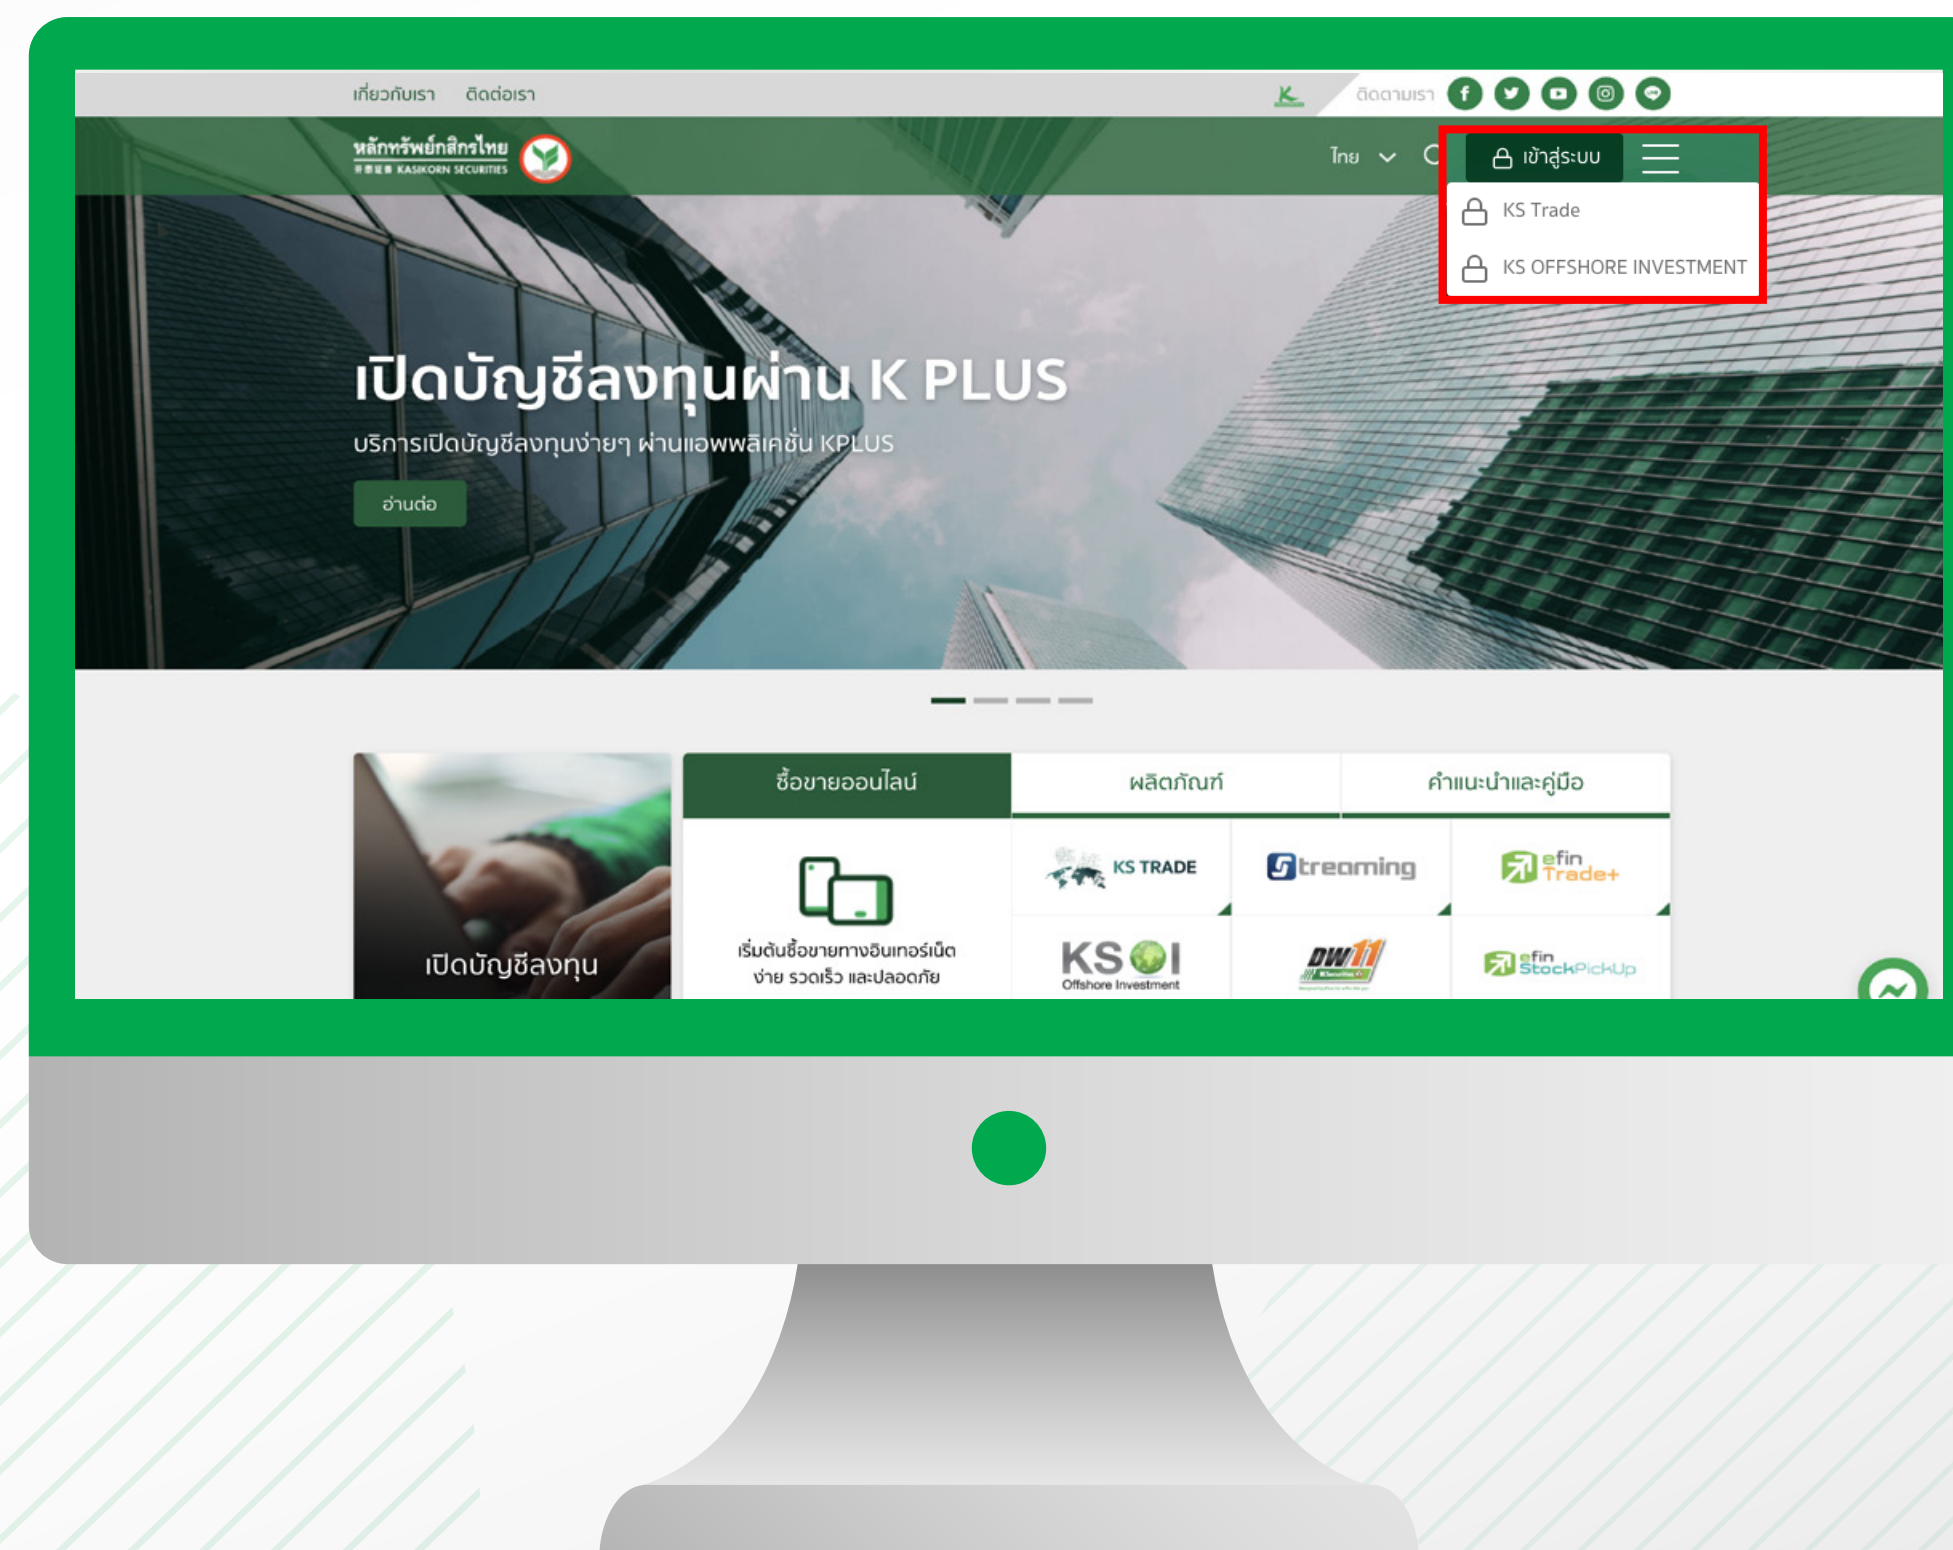 เกี่ยวกับเรา ติดต่อเรา
ติดตามเรา
หลักทรัพย์กสิกรไทย
KASIKORN SECURITIES
ไทย
เข้าสู่ระบบ
KS Trade
KS OFFSHORE INVESTMENT
เปิดบัญชีลงทุนผ่าน K PLUS
บริการเปิดบัญชีลงทุนง่ายๆ ผ่านแอพพลิเคชั่น KPLUS
อ่านต่อ
เปิดบัญชีลงทุน
ซื้อขายออนไลน์
ผลิตภัณฑ์
คำแนะนำและคู่มือ
เริ่มต้นซื้อขายทางอินเทอร์เน็ต
ง่าย รวดเร็ว และปลอดภัย
KS TRADE
Streaming
efin
Trade+
KSOI
Offshore Investment
DW11
efin
StockPickUp